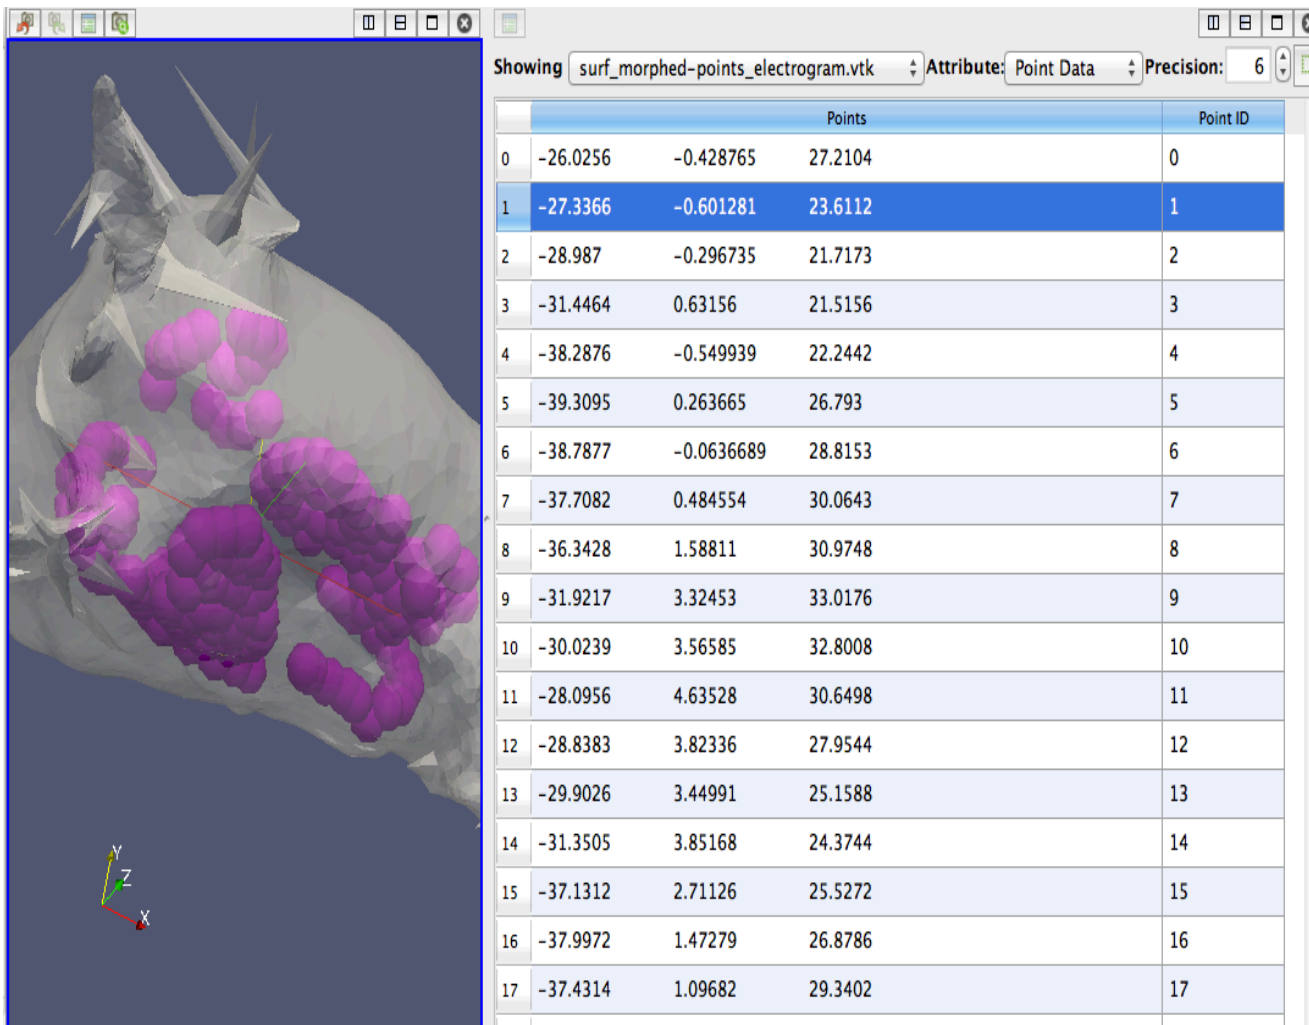 Showing surf_morphed-points_electrogram.vtk Attribute: Point Data Precision: 6
Points Point ID
0 -26.0256 -0.428765 27.2104 0
1 -27.3366 -0.601281 23.6112 1
2 -28.987 -0.296735 21.7173 2
3 -31.4464 0.63156 21.5156 3
4 -38.2876 -0.549939 22.2442 4
5 -39.3095 0.263665 26.793 5
6 -38.7877 -0.0636689 28.8153 6
7 -37.7082 0.484554 30.0643 7
8 -36.3428 1.58811 30.9748 8
9 -31.9217 3.32453 33.0176 9
10 -30.0239 3.56585 32.8008 10
11 -28.0956 4.63528 30.6498 11
12 -28.8383 3.82336 27.9544 12
13 -29.9026 3.44991 25.1588 13
14 -31.3505 3.85168 24.3744 14
15 -37.1312 2.71126 25.5272 15
16 -37.9972 1.47279 26.8786 16
17 -37.4314 1.09682 29.3402 17
Y
Z
X